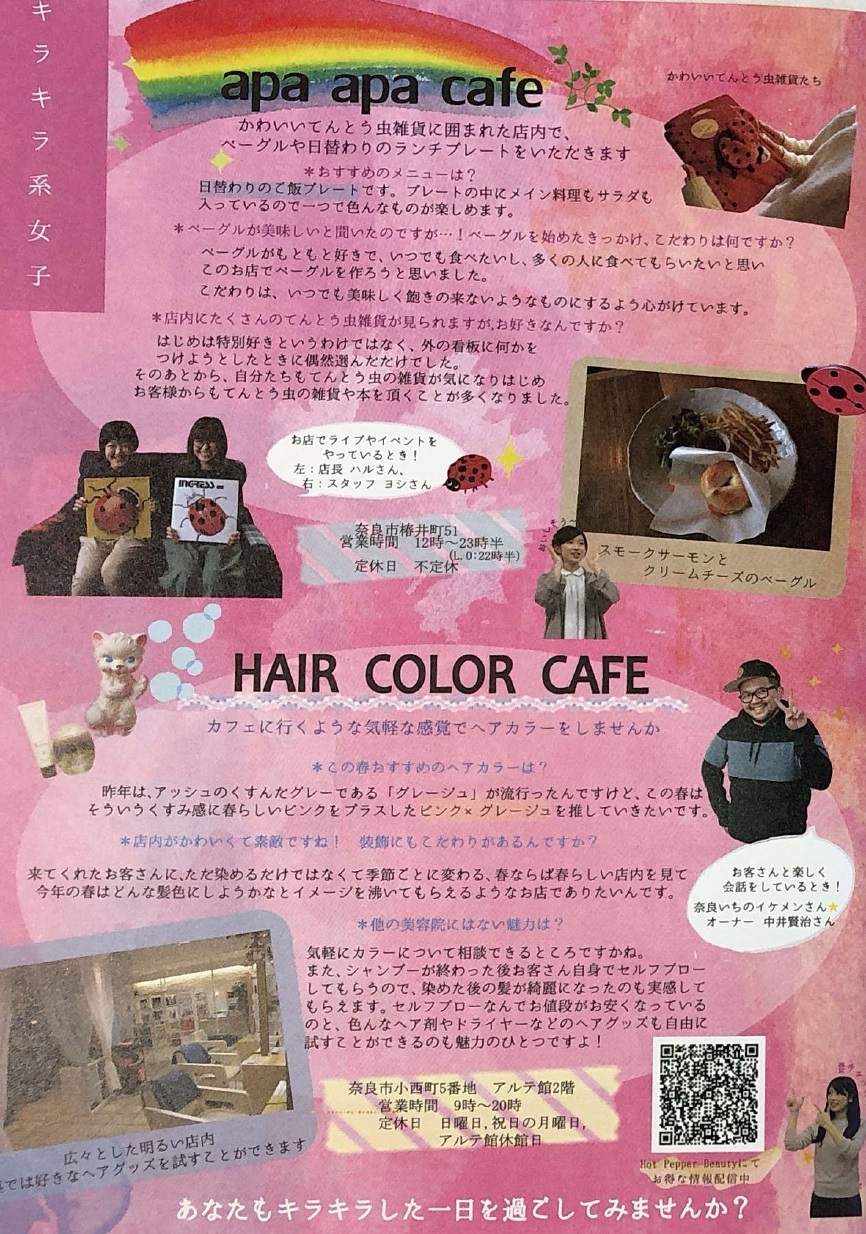 キラキラ系女子
apa apa cafe
かわいいてんとう虫雑貨たち
かわいいてんとう虫雑貨に囲まれた店内で、
ベーグルや日替わりのランチプレートをいただきます
*おすすめのメニューは?
日替わりのご飯プレートです。プレートの中にメイン料理もサラダも
入っているので一つで色んなものが楽しめます。
*ベーグルが美味しいと聞いたのですが…!ベーグルを始めたきっかけ、こだわりは何ですか?
ベーグルがもともと好きで、いつでも食べたいし、多くの人に食べてもらいたいと思い
このお店でベーグルを作ろうと思いました。
こだわりは、いつでも美味しく飽きの来ないようなものにするよう心がけています。
*店内にたくさんのてんとう虫雑貨が見られますが、お好きなんですか?
はじめは特別好きというわけではなく、外の看板に何かを
つけようとしたときに偶然選んだだけでした。
そのあとから、自分たちもてんとう虫の雑貨が気になりはじめ
お客様からもてんとう虫の雑貨や本を頂くことが多くなりました。
お店でライブやイベントを
やっているとき!
左:店長 ハルさん、
右:スタッフ ヨシさん
INGRESS
奈良市椿井町51
営業時間 12時〜23時半
(L.O:22時半)
定休日 不定休
おいしそう〜
スモークサーモンと
クリームチーズのベーグル
HAIR COLOR CAFE
カフェに行くような気軽な感覚でヘアカラーをしませんか
*この春おすすめのヘアカラーは?
昨年は、アッシュのくすんだグレーである「グレージュ」が流行ったんですけど、この春は
そういうくすみ感に春らしいピンクをプラスしたピンク×グレージュを推していきたいです。
*店内がかわいくて素敵ですね! 装飾にもこだわりがあるんですか?
来てくれたお客さんに、ただ染めるだけではなくて季節ごとに変わる、春ならば春らしい店内を見て
今年の春はどんな髪色にしようかなとイメージを沸いてもらえるようなお店でありたいんです。
お客さんと楽しく
会話をしているとき!
奈良いちのイケメンさん★
オーナー 中井賢治さん
*他の美容院にはない魅力は?
気軽にカラーについて相談できるところですかね。
また、シャンプーが終わった後お客さん自身でセルフブロー
してもらうので、染めた後の髪が綺麗になったのも実感して
もらえます。セルフブローなんでお値段がお安くなっている
のと、色んなヘア剤やドライヤーなどのヘアグッズも自由に
試すことができるのも魅力のひとつですよ!
奈良市小西町5番地 アルテ館2階
営業時間 9時〜20時
定休日 日曜日,祝日の月曜日,
アルテ館休館日
広々とした明るい店内
では好きなヘアグッズを試すことができます
Hot Pepper Beautyにて
お得な情報配信中
あなたもキラキラした一日を過ごしてみませんか?